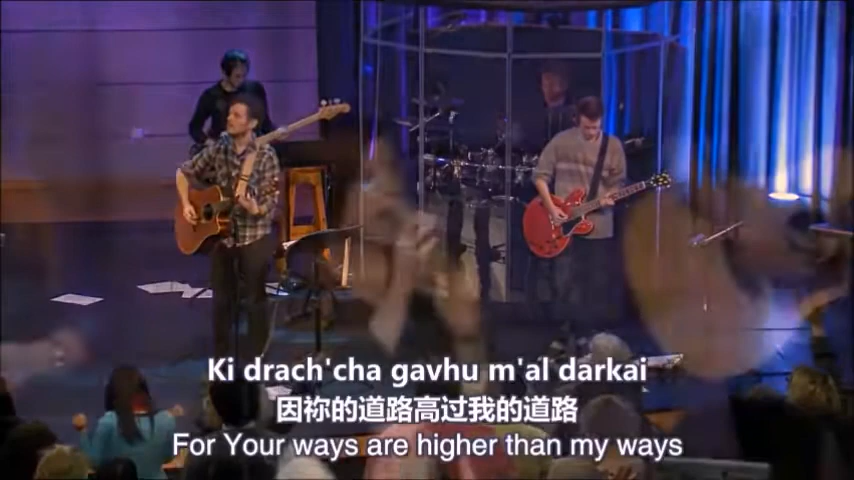 Ki drach'cha gavhu m'al darkai
因祢的道路高过我的道路
For Your ways are higher than my ways